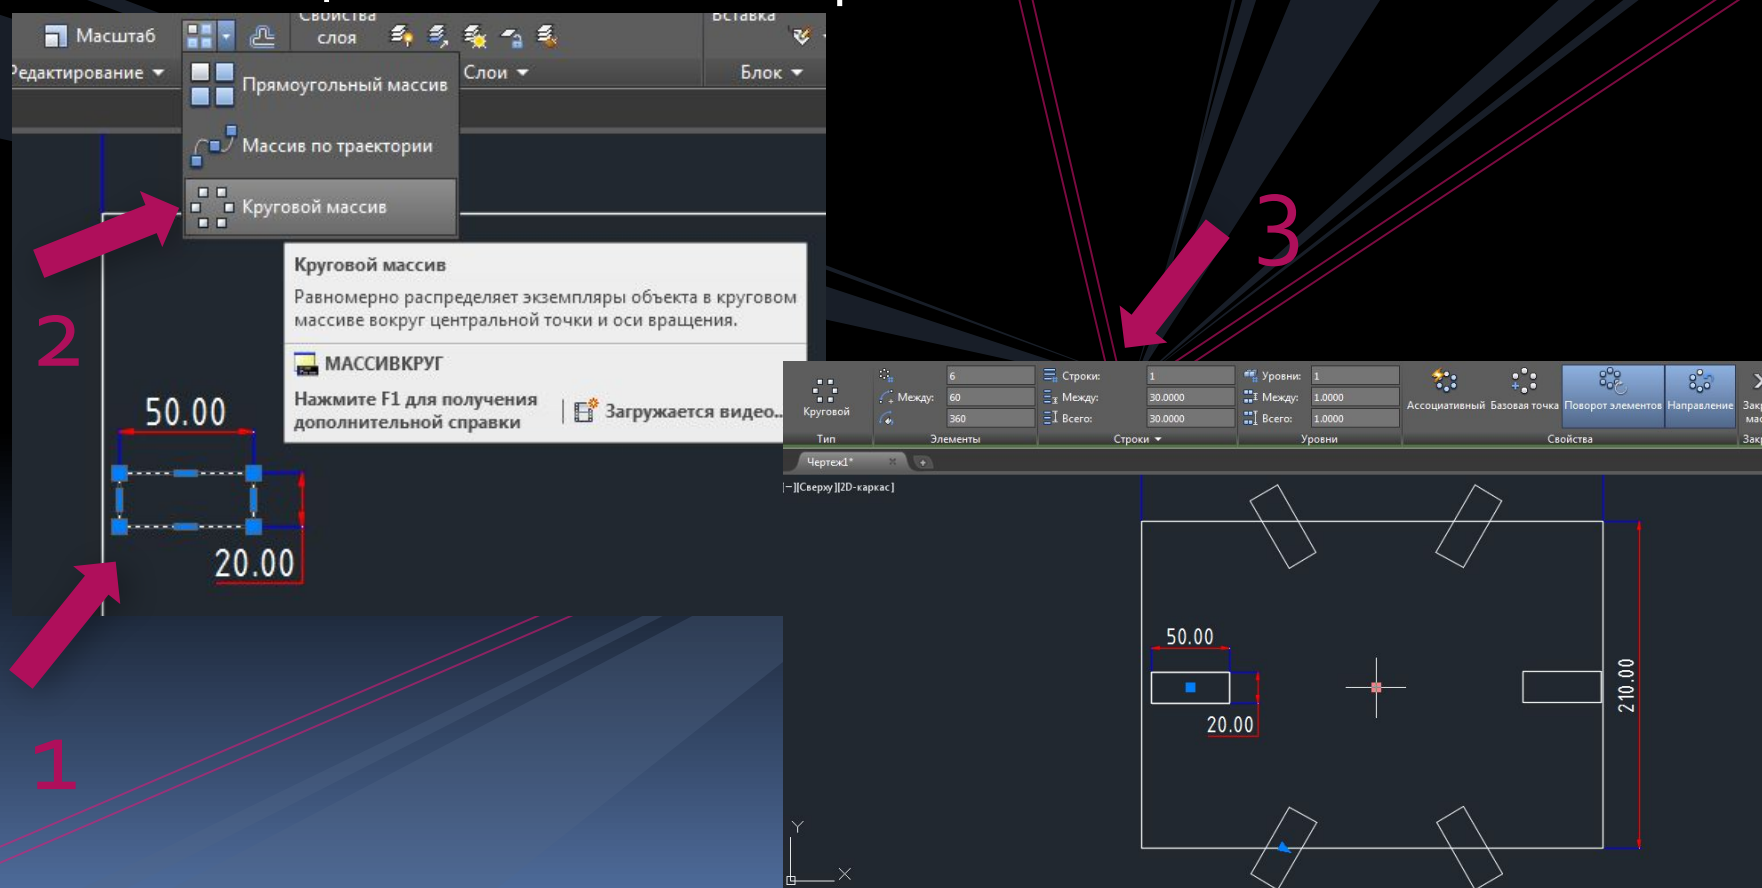 Свойства
Вставка
Масштаб
слоя
Редактирование
Слои
Блок
Прямоугольный массив
Массив по траектории
Круговой массив
Круговой массив
Равномерно распределяет экземпляры объекта в круговом
массиве вокруг центральной точки и оси вращения.
МАССИВКРУГ
Нажмите F1 для получения
дополнительной справки
Загружается видео..
2
50.00
20.00
1
3
6
Строки:
1
Уровни:
1
Между:
60
Между:
30.0000
Между:
1.0000
360
Всего:
30.0000
Всего:
1.0000
Круговой
Ассоциативный
Базовая точка
Поворот элементов
Направление
Тип
Элементы
Строки
Уровни
Свойства
Чертеж1*
[−][Сверху][2D-каркас]
50.00
20.00
210.00
Y
X